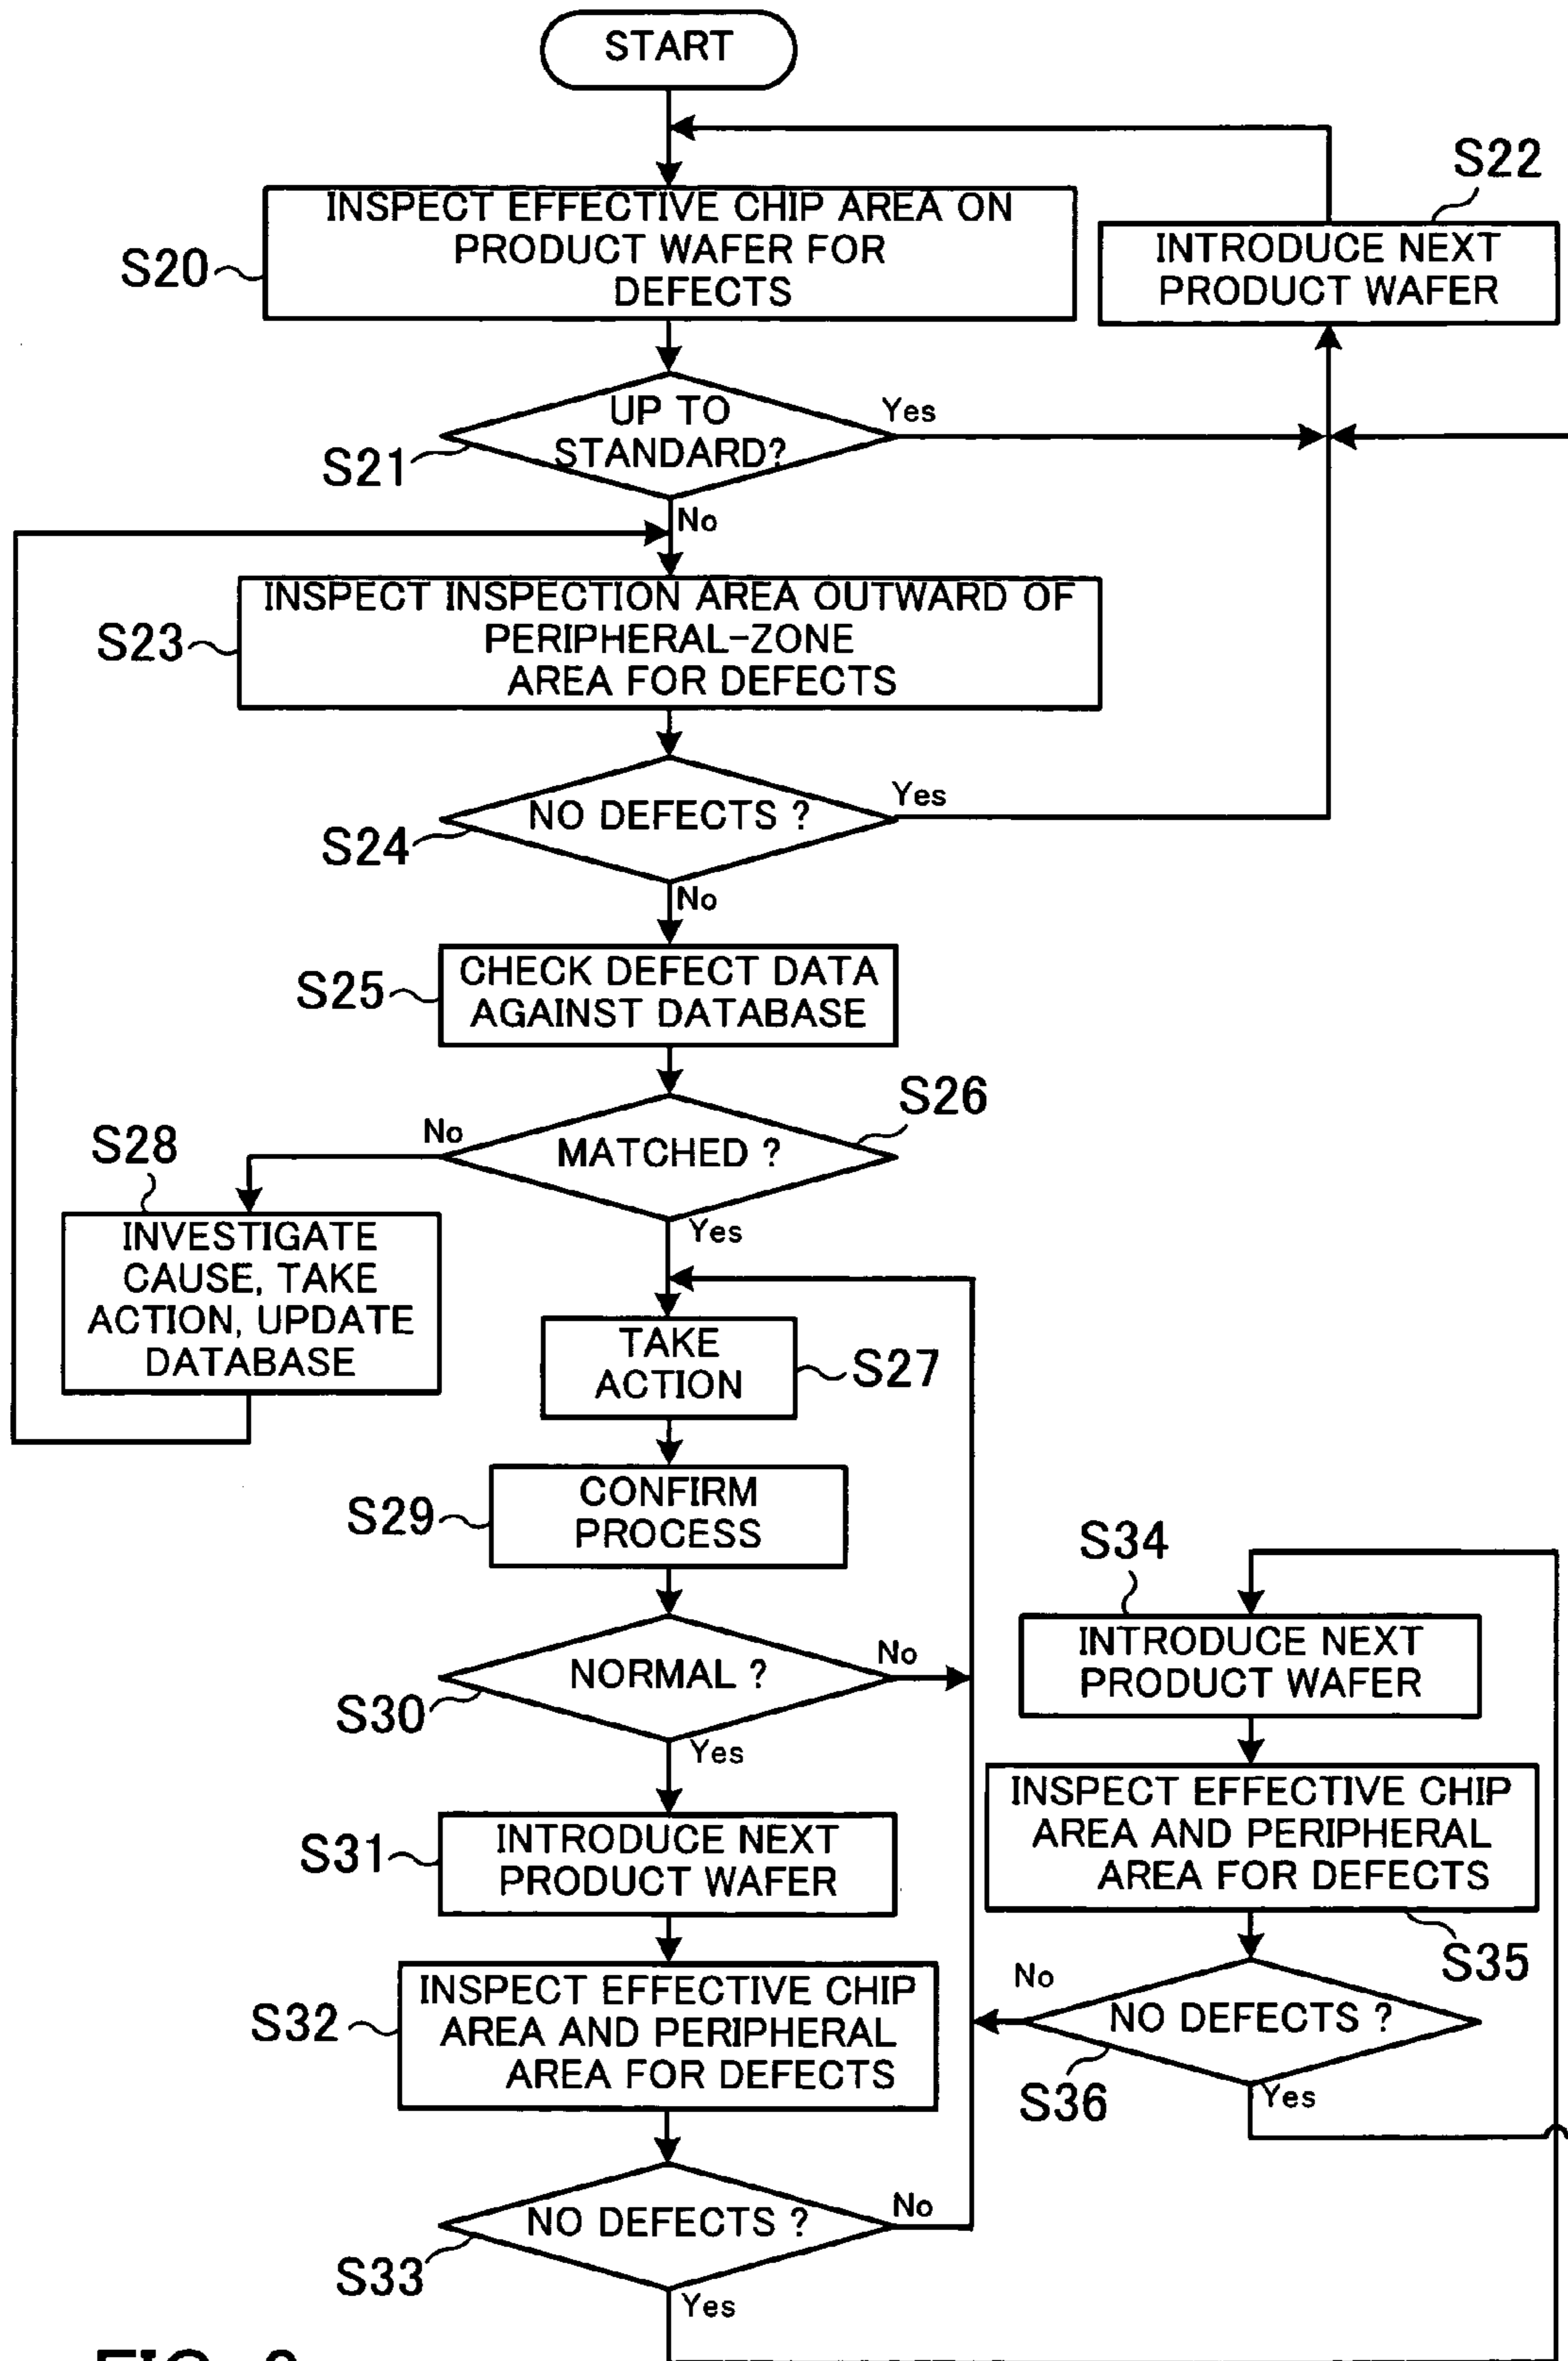 START
S22
INSPECT EFFECTIVE CHIP AREA ON
PRODUCT WAFER FOR
DEFECTS
S20
INTRODUCE NEXT
PRODUCT WAFER
UP TO
STANDARD?
Yes
S21
No
INSPECT INSPECTION AREA OUTWARD OF
PERIPHERAL-ZONE
AREA FOR DEFECTS
S23
NO DEFECTS ?
Yes
S24
No
CHECK DEFECT DATA
AGAINST DATABASE
S25
S26
MATCHED ?
No
S28
Yes
INVESTIGATE
CAUSE, TAKE
ACTION, UPDATE
DATABASE
TAKE
ACTION
S27
CONFIRM
PROCESS
S29
S34
NORMAL ?
No
S30
Yes
INTRODUCE NEXT
PRODUCT WAFER
INTRODUCE NEXT
PRODUCT WAFER
S31
INSPECT EFFECTIVE CHIP
AREA AND PERIPHERAL
AREA FOR DEFECTS
S35
INSPECT EFFECTIVE CHIP
AREA AND PERIPHERAL
AREA FOR DEFECTS
S32
No
NO DEFECTS ?
S36
Yes
NO DEFECTS ?
No
S33
Yes